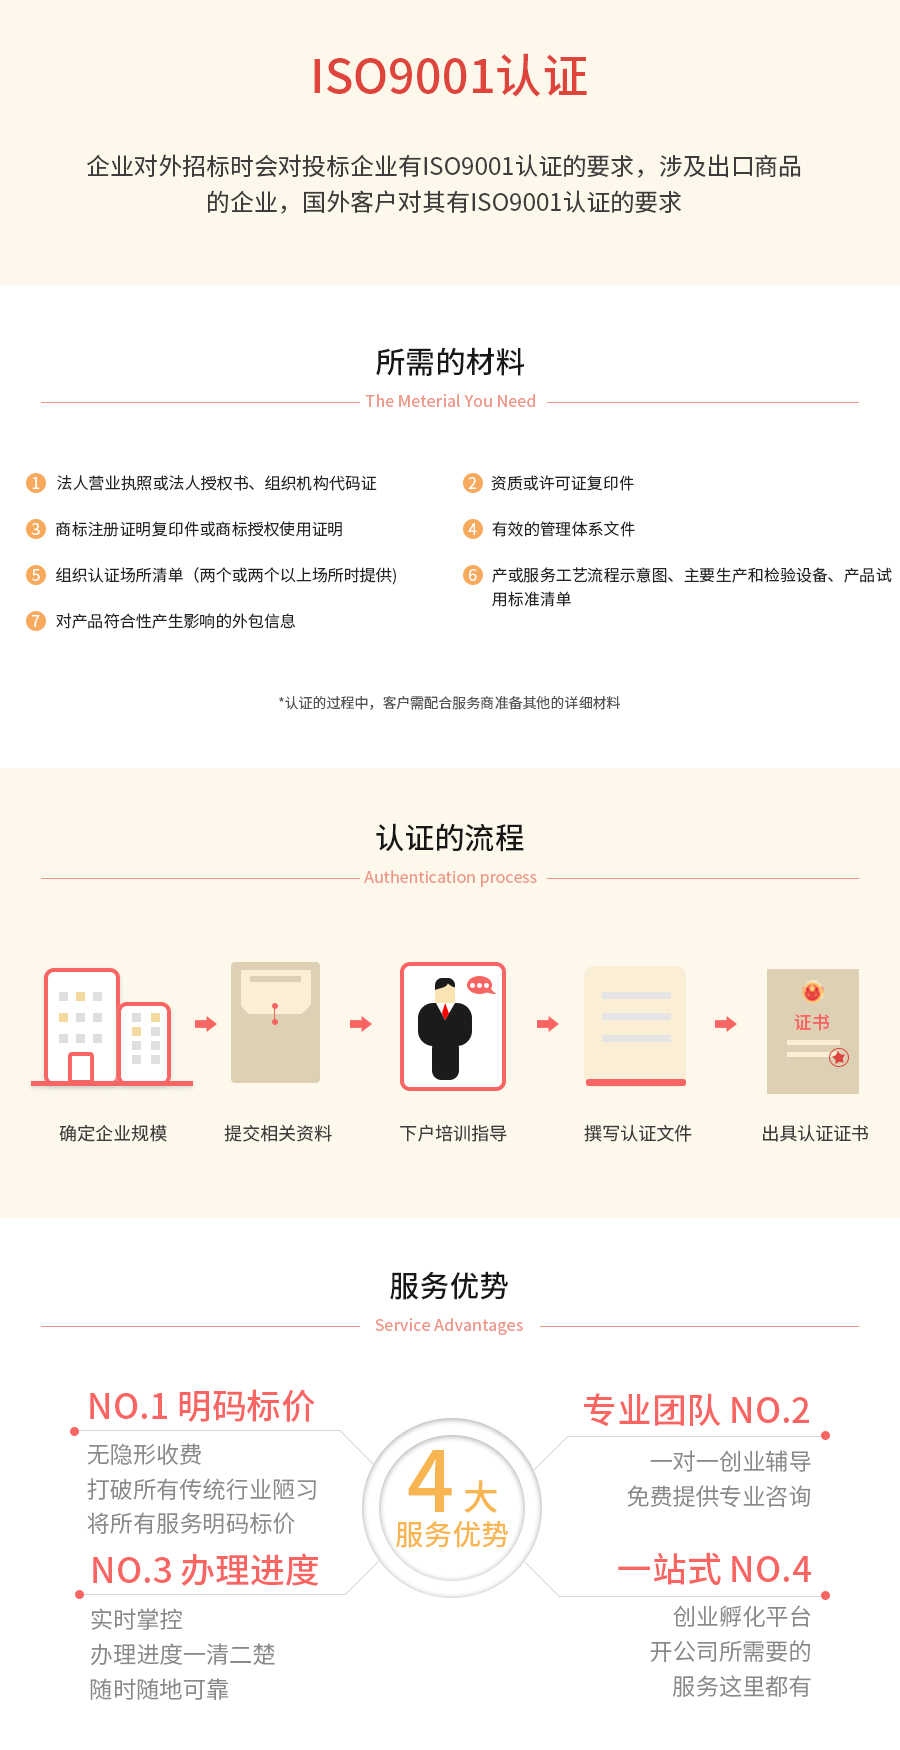 ISO9001认证
企业对外招标时会对投标企业有ISO9001认证的要求，涉及出口商品
的企业，国外客户对其有ISO9001认证的要求
所需的材料
The Meterial You Need
1 法人营业执照或法人授权书、组织机构代码证
2 资质或许可证复印件
3 商标注册证明复印件或商标授权使用证明
4 有效的管理体系文件
5 组织认证场所清单（两个或两个以上场所时提供)
6 产或服务工艺流程示意图、主要生产和检验设备、产品试
用标准清单
7 对产品符合性产生影响的外包信息
*认证的过程中，客户需配合服务商准备其他的详细材料
认证的流程
Authentication process
证书
确定企业规模
提交相关资料
下户培训指导
撰写认证文件
出具认证证书
服务优势
Service Advantages
NO.1 明码标价
无隐形收费
打破所有传统行业陋习
将所有服务明码标价
专业团队 NO.2
一对一创业辅导
免费提供专业咨询
4 大
服务优势
NO.3 办理进度
实时掌控
办理进度一清二楚
随时随地可靠
一站式 NO.4
创业孵化平台
开公司所需要的
服务这里都有